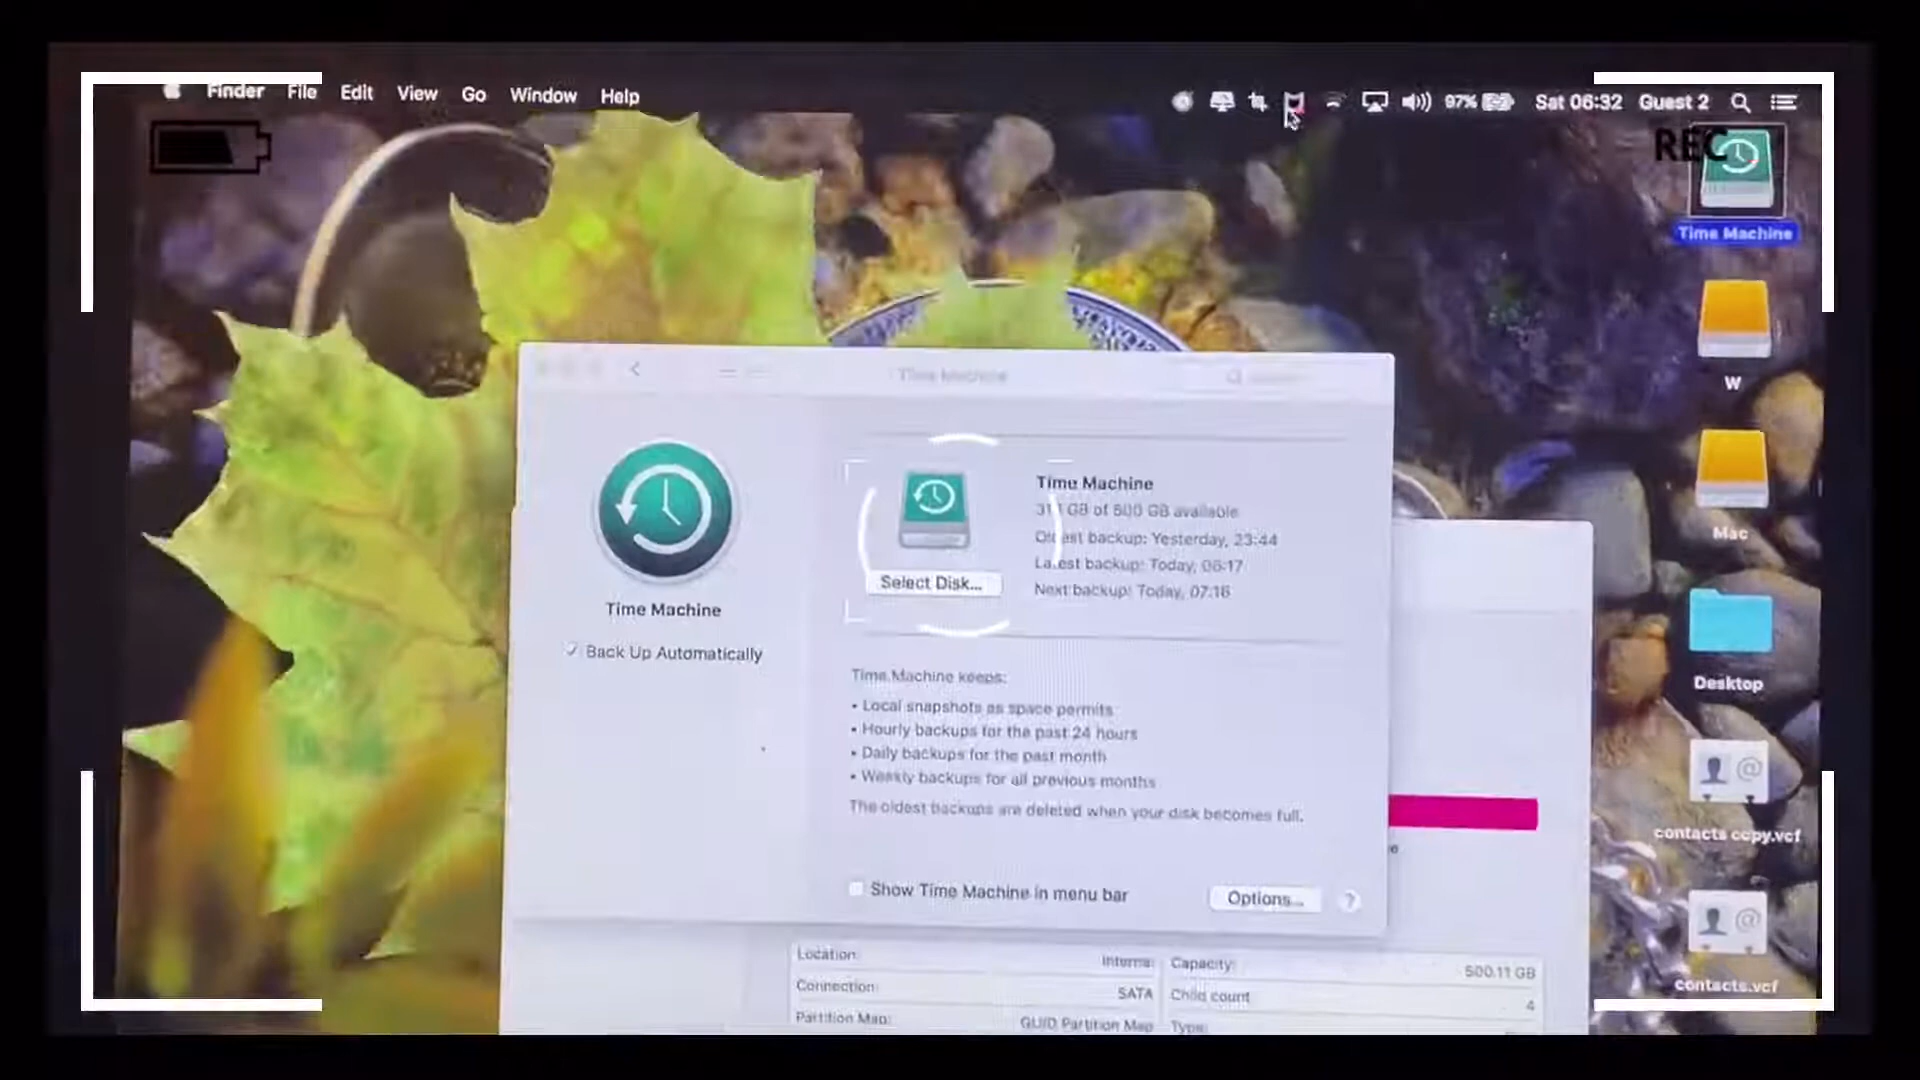 Finder File Edit View Go Window Help
97% Sat 06:32 Guest 2
REC
Time Machine
W
Mac
Desktop
contacts copy.vcf
contacts.vcf
Time Machine
Time Machine
Back Up Automatically
Select Disk...
Time Machine
GB of 500 GB available
Oldest backup: Yesterday, 23:44
Latest backup: Today, 06:17
Next backup: Today, 07:16
Time Machine keeps:
• Local snapshots as space permits
• Hourly backups for the past 24 hours
• Daily backups for the past month
• Weekly backups for all previous months
The oldest backups are deleted when your disk becomes full.
Show Time Machine in menu bar
Options...
?
Location: Internal
Capacity: 500.11 GB
Connection: SATA
Child count 4
Partition Map: GUID Partition Map
Type: